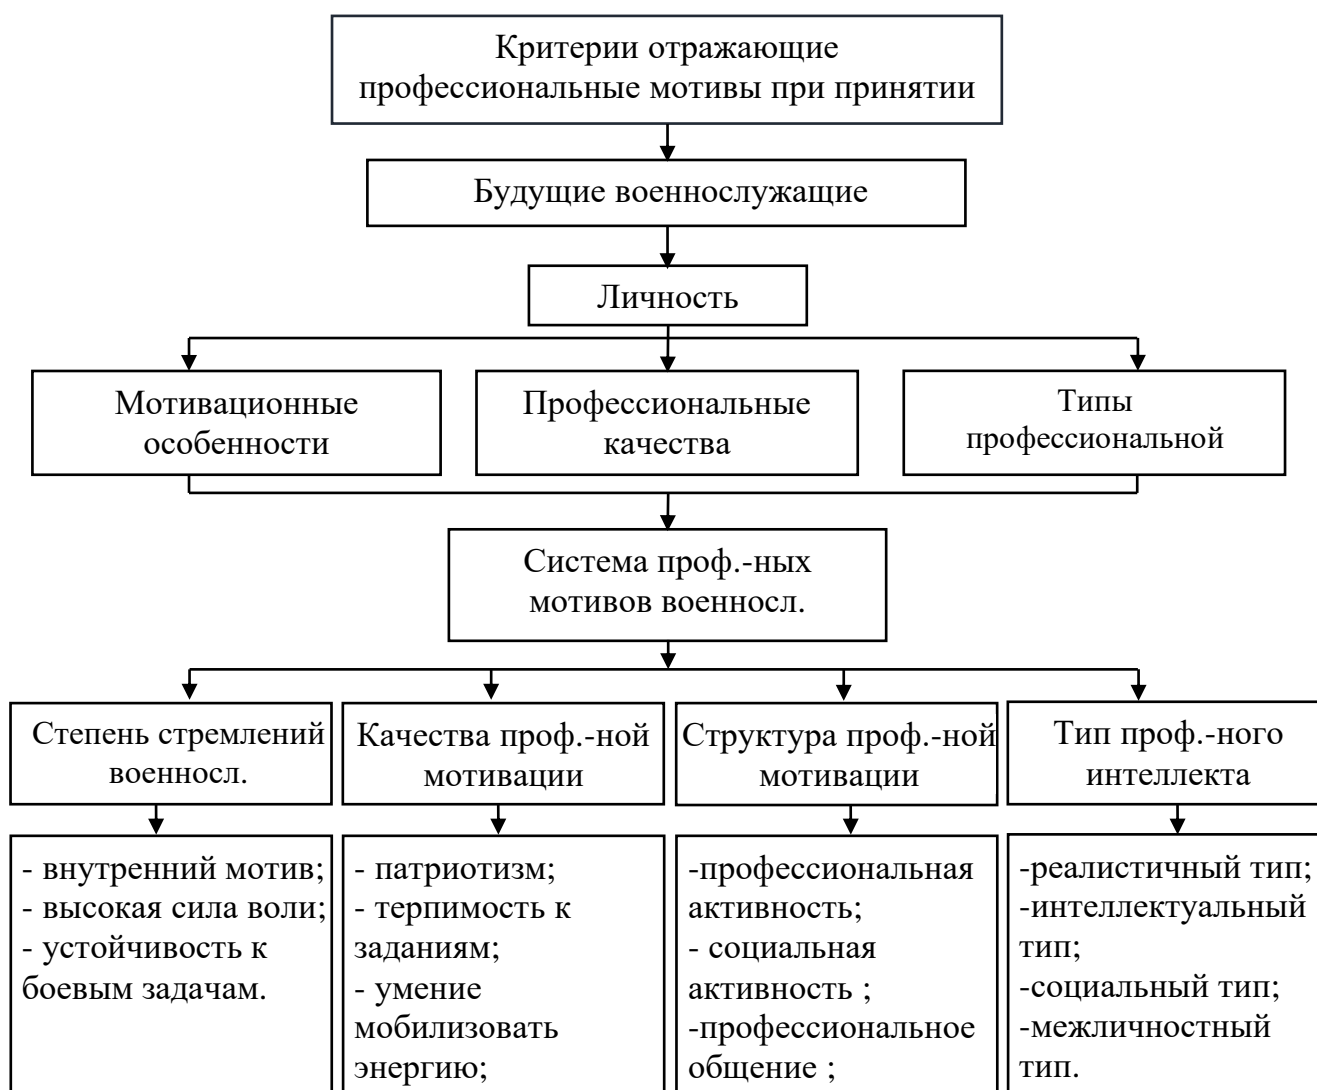 Критерии отражающие
профессиональные мотивы при принятии
Будущие военнослужащие
Личность
Мотивационные
особенности
Профессиональные
качества
Типы
профессиональной
Система проф.-ных
мотивов военносл.
Степень стремлений
военносл.
Качества проф.-ной
мотивации
Структура проф.-ной
мотивации
Тип проф.-ного
интеллекта
- внутренний мотив;
- высокая сила воли;
- устойчивость к
боевым задачам.
- патриотизм;
- терпимость к
заданиям;
- умение
мобилизовать
энергию;
-профессиональная
активность;
- социальная
активность ;
-профессиональное
общение ;
-реалистичный тип;
-интеллектуальный
тип;
-социальный тип;
-межличностный
тип.